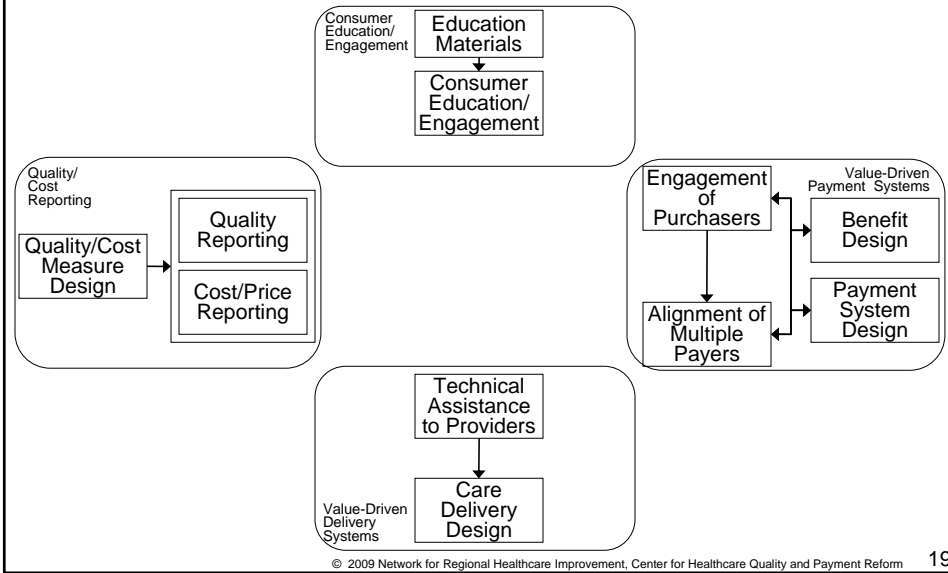 Consumer
Education/
Engagement
Education
Materials
Consumer
Education/
Engagement
Quality/
Cost
Reporting
Quality/Cost
Measure
Design
Quality
Reporting
Cost/Price
Reporting
Value-Driven
Payment Systems
Engagement
of
Purchasers
Benefit
Design
Alignment of
Multiple
Payers
Payment
System
Design
Technical
Assistance
to Providers
Care
Delivery
Design
Value-Driven
Delivery
Systems
© 2009 Network for Regional Healthcare Improvement, Center for Healthcare Quality and Payment Reform 19